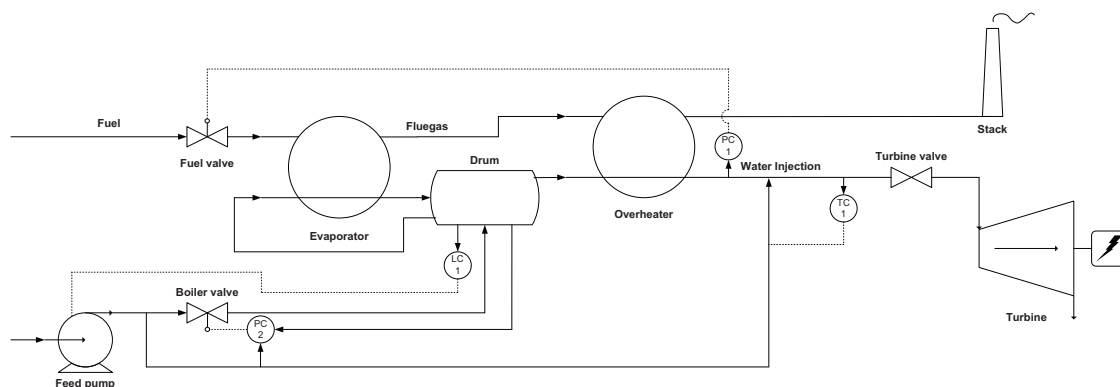 Stack
Fuel
Fluegas
Fuel valve
PC
1
Drum
Water Injection
Turbine valve
TC
1
Overheater
Evaporator
LC
1
Boiler valve
PC
2
Turbine
Feed pump